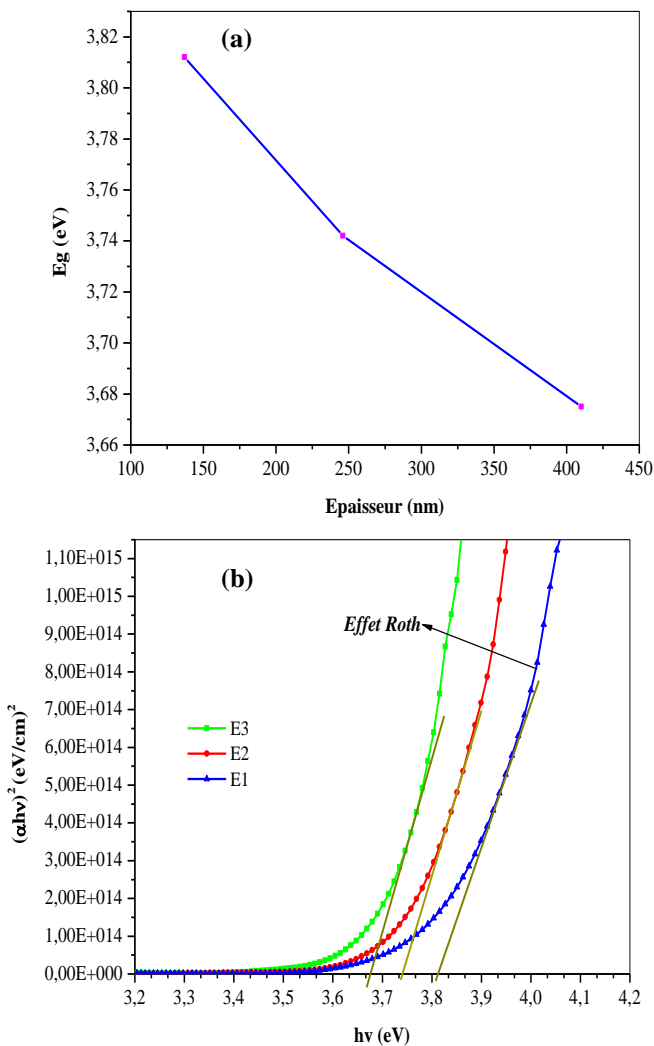 (a)
3,82
3,80
3,78
3,76
3,74
3,72
3,70
3,68
3,66
Eg (eV)
100 150 200 250 300 350 400 450
Epaisseur (nm)
(b)
1,10E+015
1,00E+015
9,00E+014
8,00E+014
7,00E+014
6,00E+014
5,00E+014
4,00E+014
3,00E+014
2,00E+014
1,00E+014
0,00E+000
(αhν)² (eV/cm)²
Effet Roth
E3
E2
E1
3,2 3,3 3,4 3,5 3,6 3,7 3,8 3,9 4,0 4,1 4,2
hν (eV)